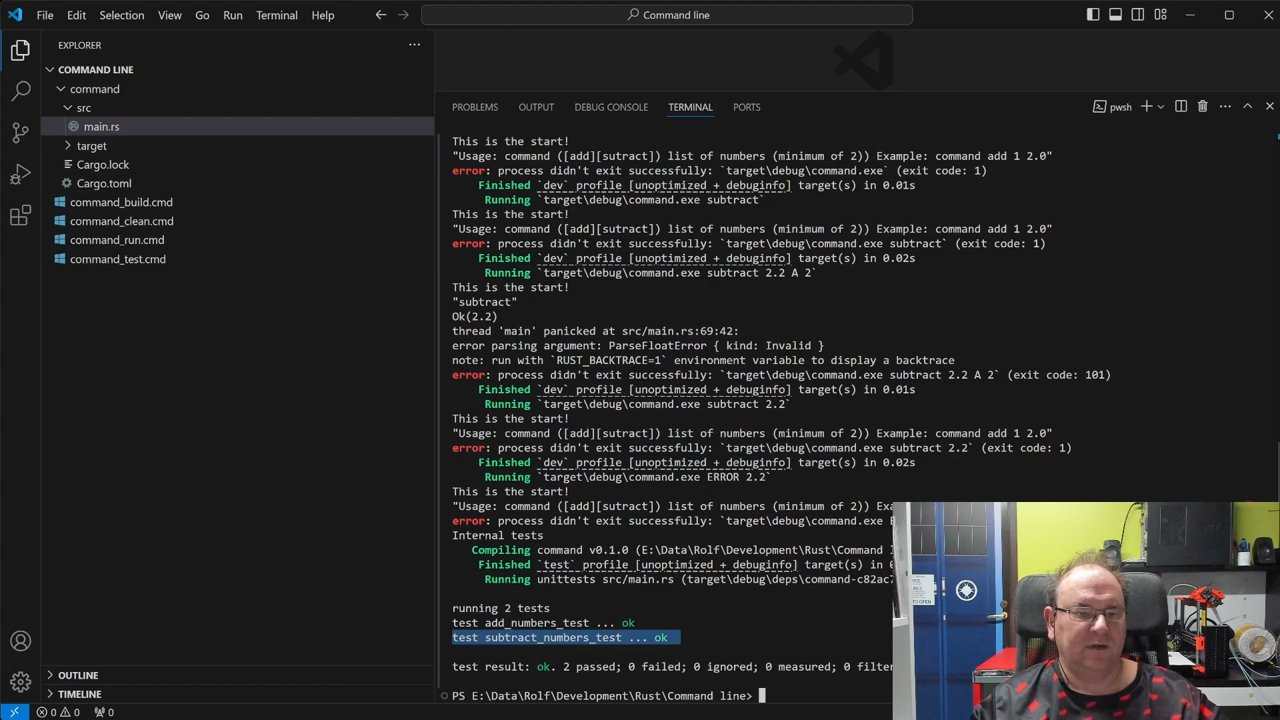 File Edit Selection View Go Run Terminal Help
Command line
EXPLORER
COMMAND LINE
command
src
main.rs
target
Cargo.lock
Cargo.toml
command_build.cmd
command_clean.cmd
command_run.cmd
command_test.cmd
OUTLINE
TIMELINE
0 0 0
PROBLEMS OUTPUT DEBUG CONSOLE TERMINAL PORTS
pwsh
This is the start!
"Usage: command ([add][sutract]) list of numbers (minimum of 2)) Example: command add 1 2.0"
error: process didn't exit successfully: `target\debug\command.exe` (exit code: 1)
Finished `dev` profile [unoptimized + debuginfo] target(s) in 0.01s
Running `target\debug\command.exe subtract`
This is the start!
"Usage: command ([add][sutract]) list of numbers (minimum of 2)) Example: command add 1 2.0"
error: process didn't exit successfully: `target\debug\command.exe subtract` (exit code: 1)
Finished `dev` profile [unoptimized + debuginfo] target(s) in 0.02s
Running `target\debug\command.exe subtract 2.2 A 2`
This is the start!
"subtract"
Ok(2.2)
thread 'main' panicked at src/main.rs:69:42:
error parsing argument: ParseFloatError { kind: Invalid }
note: run with `RUST_BACKTRACE=1` environment variable to display a backtrace
error: process didn't exit successfully: `target\debug\command.exe subtract 2.2 A 2` (exit code: 101)
Finished `dev` profile [unoptimized + debuginfo] target(s) in 0.01s
Running `target\debug\command.exe subtract 2.2`
This is the start!
"Usage: command ([add][sutract]) list of numbers (minimum of 2)) Example: command add 1 2.0"
error: process didn't exit successfully: `target\debug\command.exe subtract 2.2` (exit code: 1)
Finished `dev` profile [unoptimized + debuginfo] target(s) in 0.02s
Running `target\debug\command.exe ERROR 2.2`
This is the start!
"Usage: command ([add][sutract]) list of numbers (minimum of 2)) Ex
error: process didn't exit successfully: `target\debug\command.exe E
Internal tests
Compiling command v0.1.0 (E:\Data\Rolf\Development\Rust\Command l
Finished `test` profile [unoptimized + debuginfo] target(s) in 0
Running unittests src/main.rs (target\debug\deps\command-c82ac7
running 2 tests
test add_numbers_test ... ok
test subtract_numbers_test ... ok
test result: ok. 2 passed; 0 failed; 0 ignored; 0 measured; 0 filter
PS E:\Data\Rolf\Development\Rust\Command line>